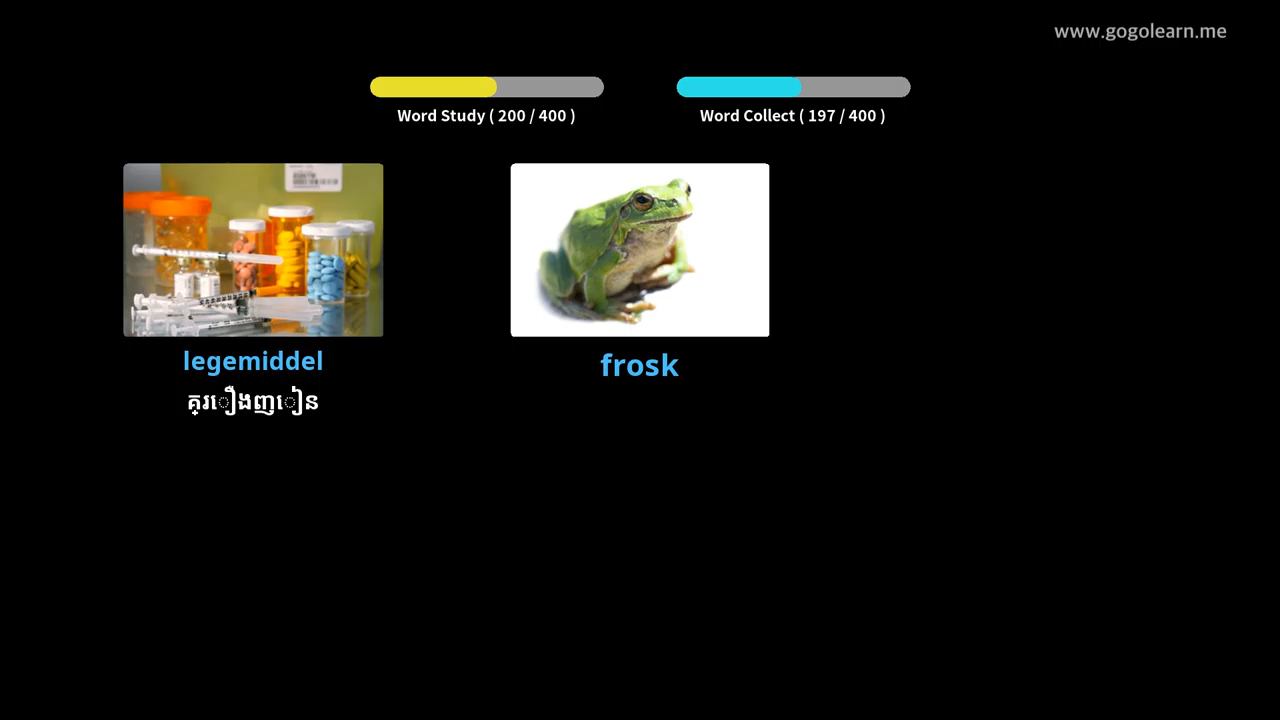 www.gogolearn.me
Word Study ( 200 / 400 )
Word Collect ( 197 / 400 )
legemiddel
frosk
គ្រឿងញៀន